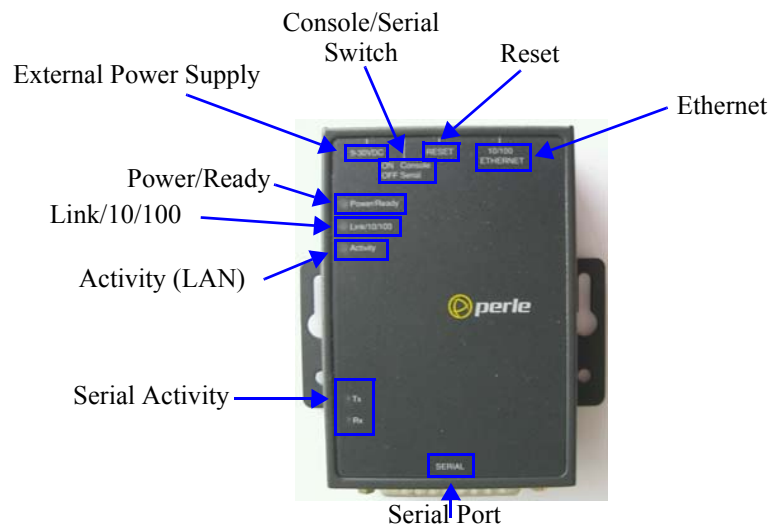 Console/Serial
Switch
Reset
External Power Supply
Ethernet
9-30VDC
RESET
10/100
ETHERNET
ON Console
OFF Serial
Power/Ready
Power/Ready
Link/10/100
Link/10/100
Activity
Activity (LAN)
perle
Serial Activity
Tx
Rx
SERIAL
Serial Port